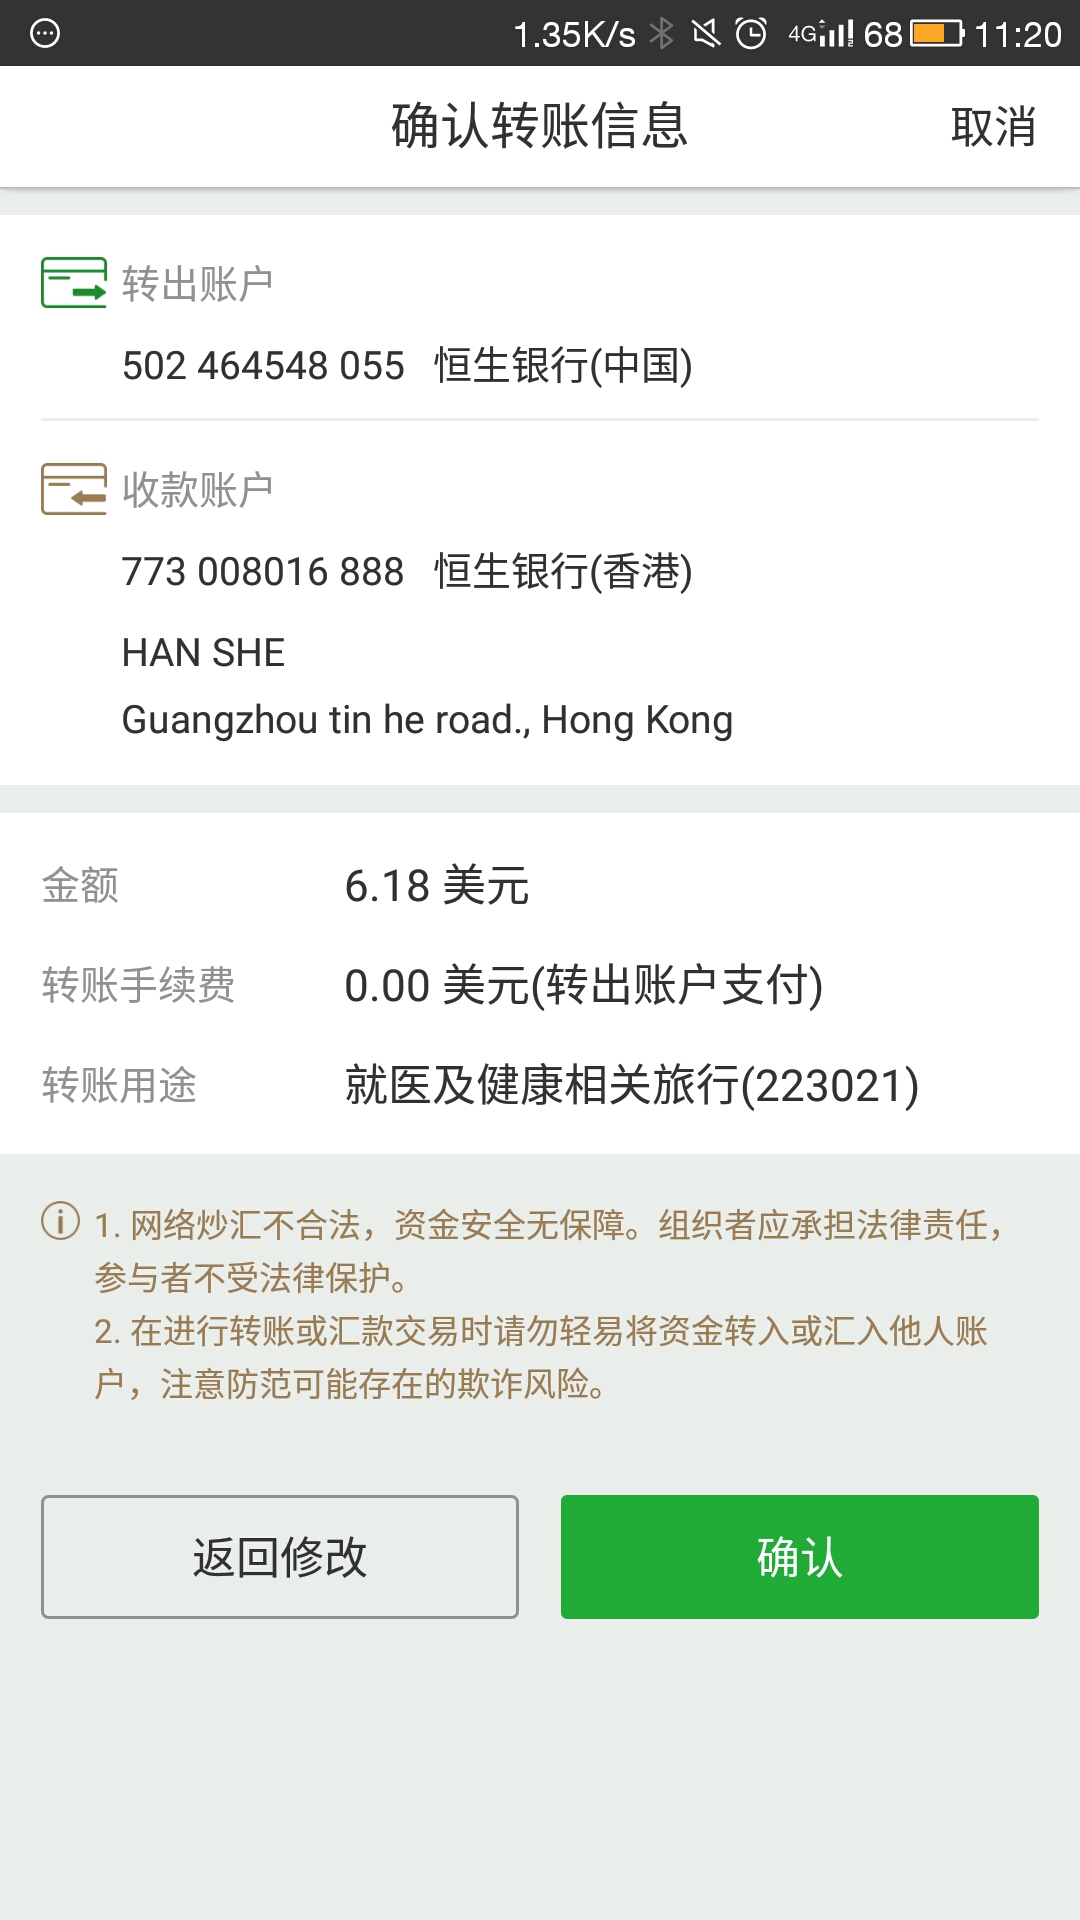 1.35K/s 4G 68 11:20
确认转账信息 取消
转出账户
502 464548 055 恒生银行(中国)
收款账户
773 008016 888 恒生银行(香港)
HAN SHE
Guangzhou tin he road., Hong Kong
金额 6.18 美元
转账手续费 0.00 美元(转出账户支付)
转账用途 就医及健康相关旅行(223021)
1. 网络炒汇不合法，资金安全无保障。组织者应承担法律责任，
参与者不受法律保护。
2. 在进行转账或汇款交易时请勿轻易将资金转入或汇入他人账
户，注意防范可能存在的欺诈风险。
返回修改 确认